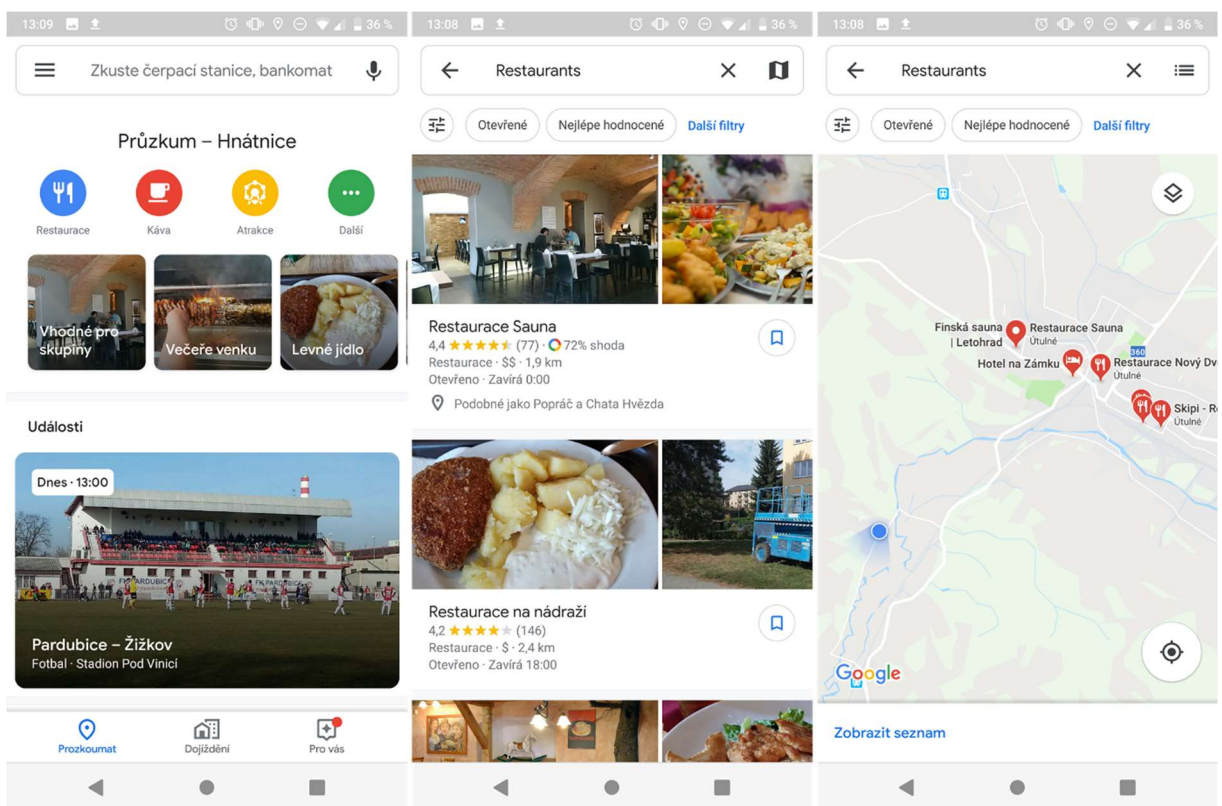 13:09
36 %
Zkuste čerpací stanice, bankomat
Průzkum – Hnátnice
Restaurace
Káva
Atrakce
Další
Vhodné pro
skupiny
Večeře venku
Levné jídlo
Události
Dnes · 13:00
FK PARDUBICE
Pardubice – Žižkov
Fotbal · Stadion Pod Vinicí
Prozkoumat
Dojíždění
Pro vás
13:08
36 %
Restaurants
Otevřené
Nejlépe hodnocené
Další filtry
Restaurace Sauna
4,4 (77) · 72% shoda
Restaurace · $$ · 1,9 km
Otevřeno · Zavírá 0:00
Podobné jako Popráč a Chata Hvězda
Restaurace na nádraží
4,2 (146)
Restaurace · $ · 2,4 km
Otevřeno · Zavírá 18:00
13:08
36 %
Restaurants
Otevřené
Nejlépe hodnocené
Další filtry
Finská sauna
| Letohrad
Restaurace Sauna
Útulné
360
Hotel na Zámku
Restaurace Nový Dv
Útulné
Skipi - R
Útulné
Google
Zobrazit seznam